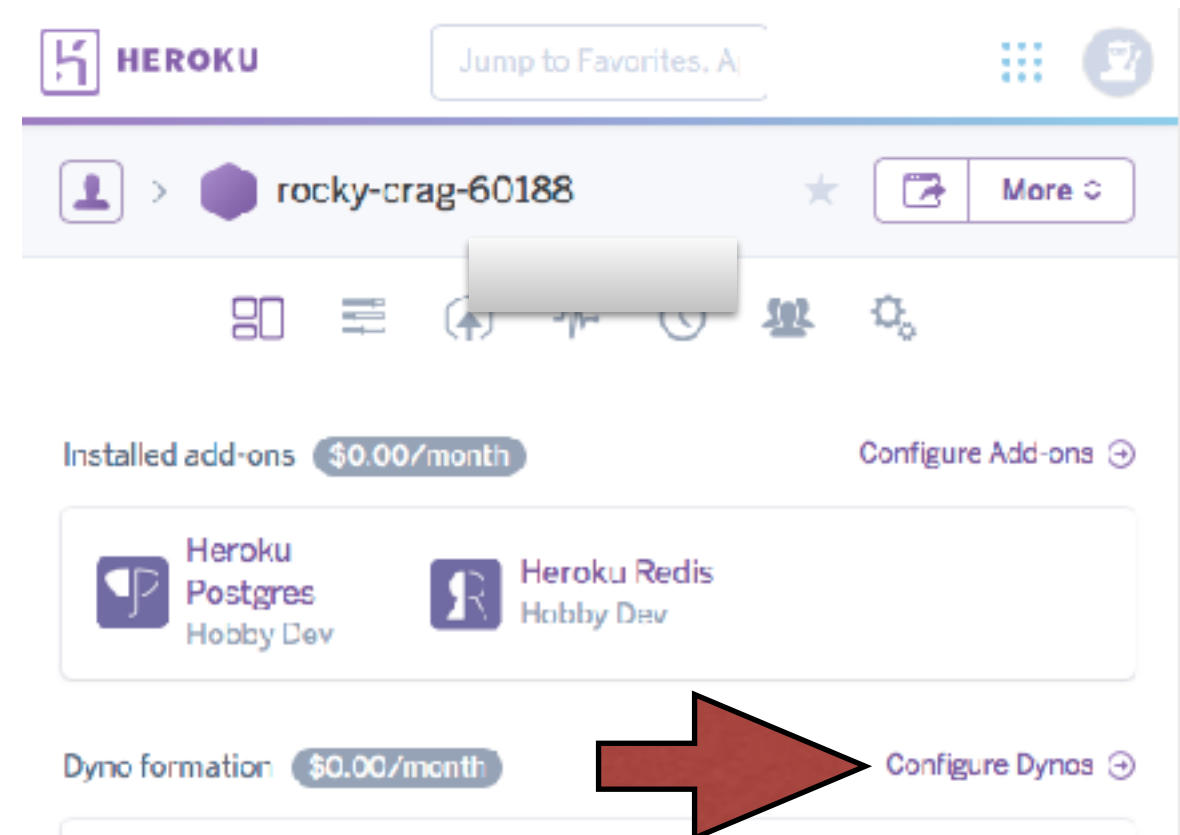 HEROKU
Jump to Favorites, A
rocky-crag-60188
More
Installed add-ons $0.00/month Configure Add-ons
Heroku
Postgres
Hobby Dev
Heroku Redis
Hobby Dev
Dyno formation $0.00/month Configure Dynos